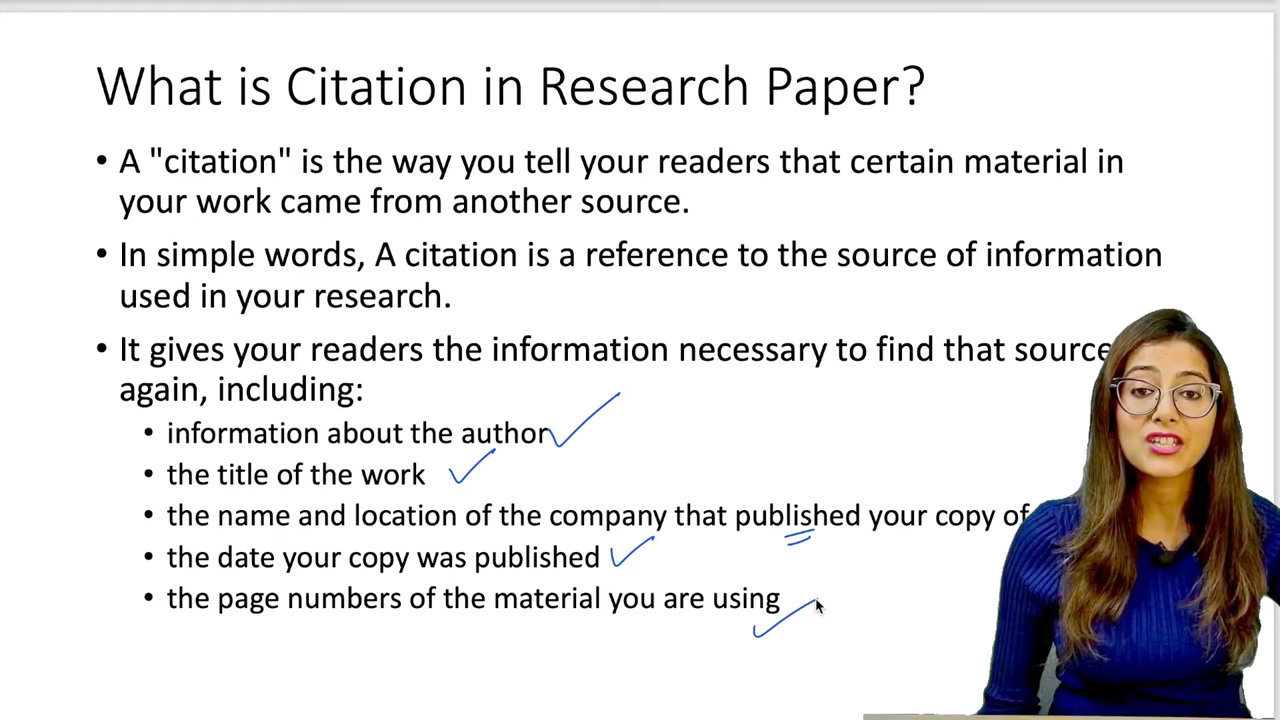 What is Citation in Research Paper?
• A "citation" is the way you tell your readers that certain material in
your work came from another source.
• In simple words, A citation is a reference to the source of information
used in your research.
• It gives your readers the information necessary to find that source
again, including:
• information about the author
• the title of the work
• the name and location of the company that published your copy of
• the date your copy was published
• the page numbers of the material you are using